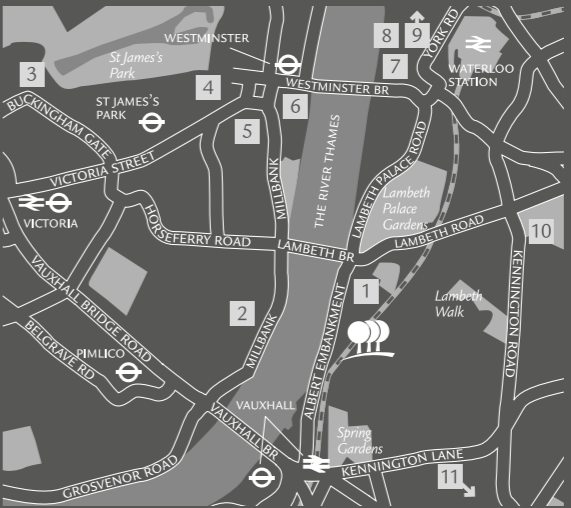 WESTMINSTER
8
9
YORK RD
St James's
Park
3
7
WATERLOO
STATION
4
WESTMINSTER BR
BUCKINGHAM GATE
ST JAMES'S
PARK
6
5
VICTORIA STREET
MILLBANK
THE RIVER THAMES
LAMBETH PALACE ROAD
Lambeth
Palace
Gardens
VICTORIA
HORSEFERRY ROAD
LAMBETH BR
LAMBETH ROAD
10
VAUXHALL BRIDGE ROAD
KENNINGTON ROAD
1
Lambeth
Walk
2
MILLBANK
ALBERT EMBANKMENT
BELGRAVE RD
PIMLICO
VAUXHALL
VAUXHALL BR
Spring
Gardens
GROSVENOR ROAD
KENNINGTON LANE
11